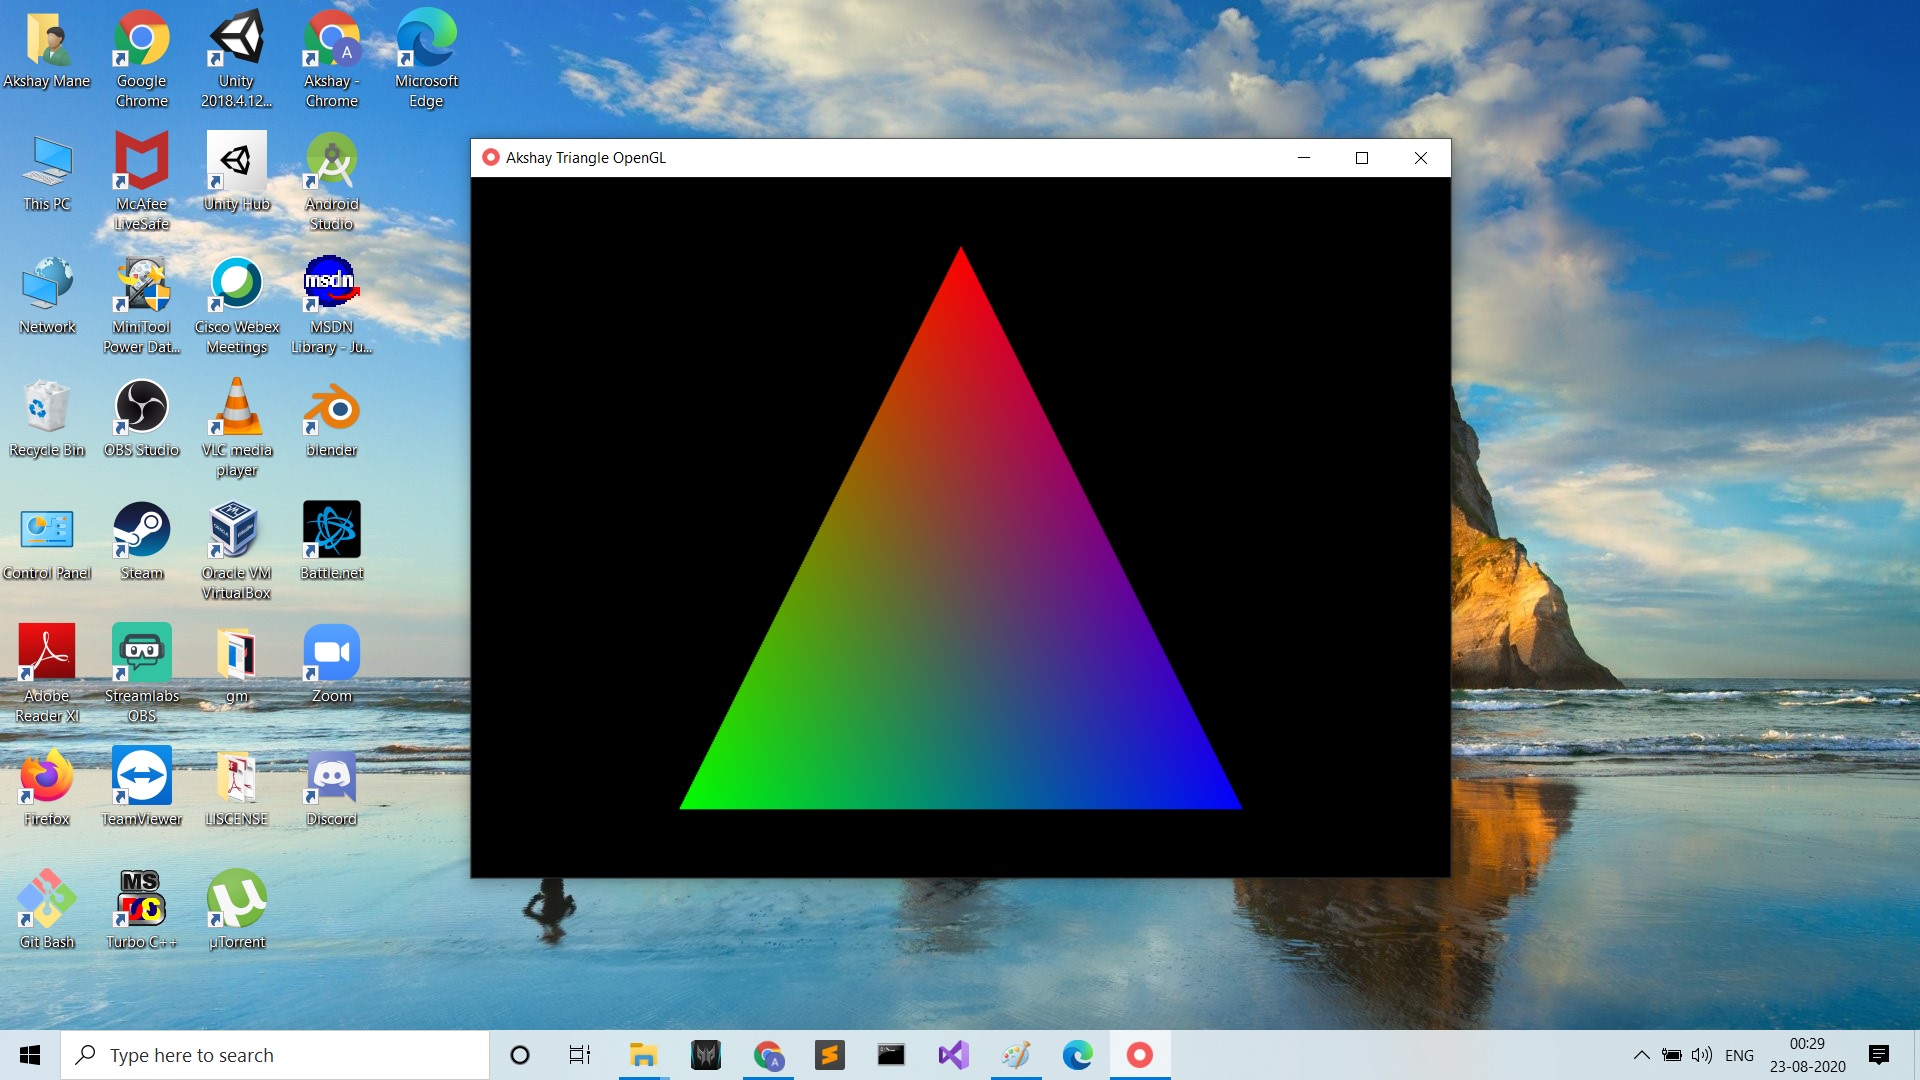 Akshay Mane
Google
Chrome
Unity
2018.4.12...
A
Akshay -
Chrome
Microsoft
Edge
This PC
McAfee
LiveSafe
Unity Hub
Android
Studio
Network
MiniTool
Power Dat...
Cisco Webex
Meetings
msdn
MSDN
Library - Ju...
Recycle Bin
OBS Studio
VLC media
player
blender
Control Panel
Steam
Oracle VM
VirtualBox
Battle.net
Adobe
Reader XI
Streamlabs
OBS
gm
Zoom
Firefox
TeamViewer
LISCENSE
Discord
Git Bash
MS
Turbo C++
µTorrent
Akshay Triangle OpenGL
Type here to search
A
ENG
00:29
23-08-2020